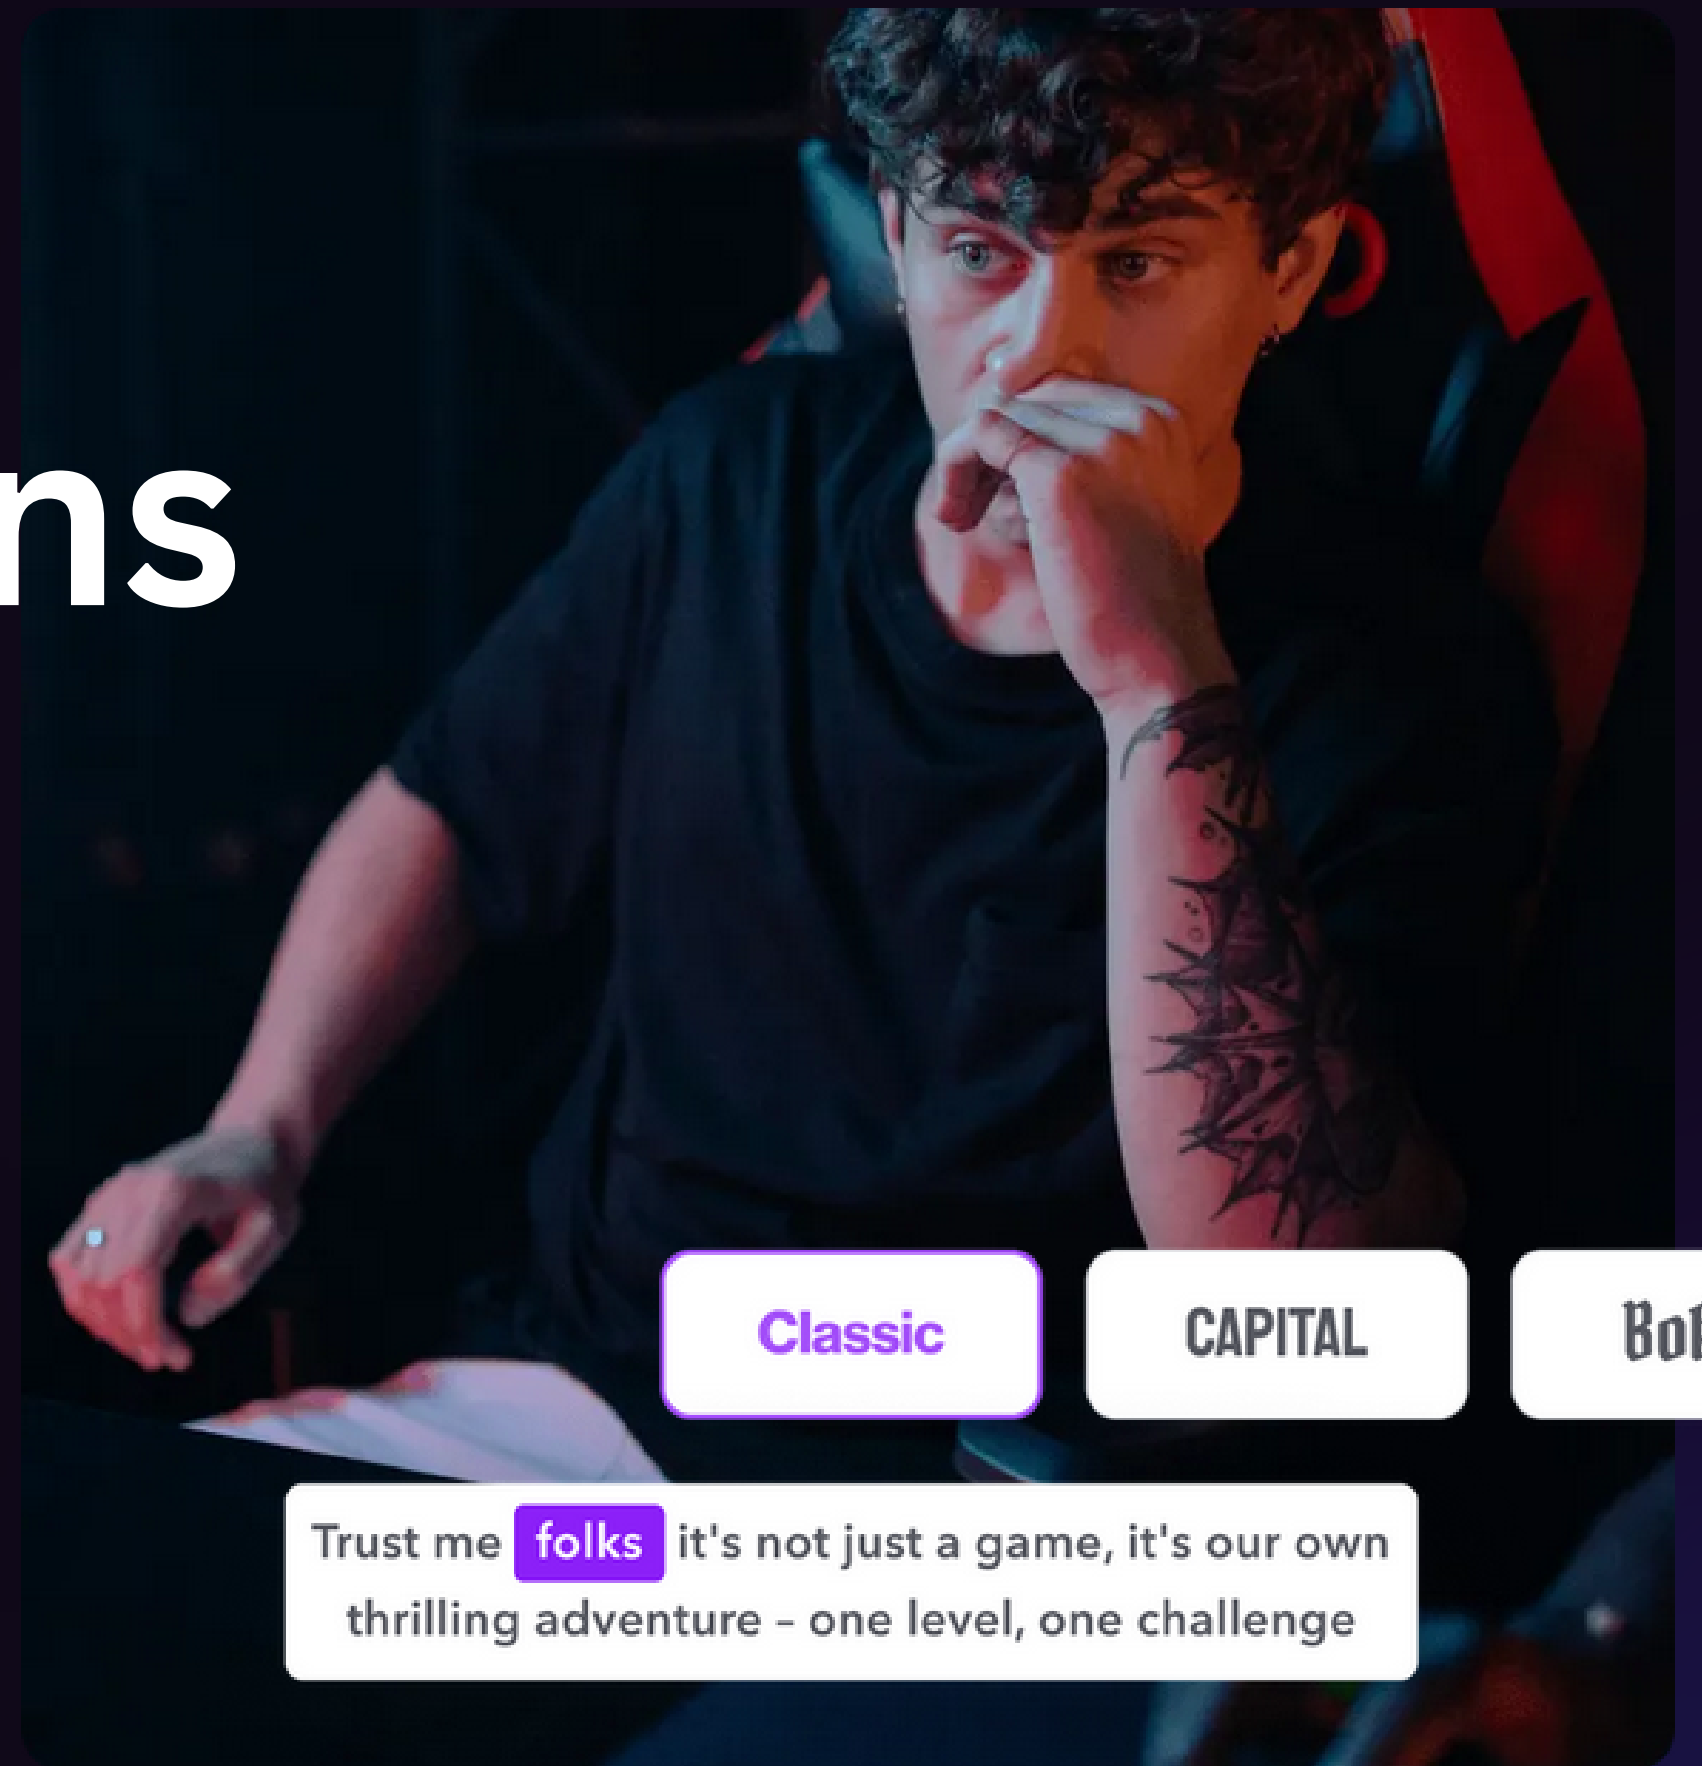 ns
Classic
CAPITAL
Trust me folks it's not just a game, it's our own
thrilling adventure – one level, one challenge